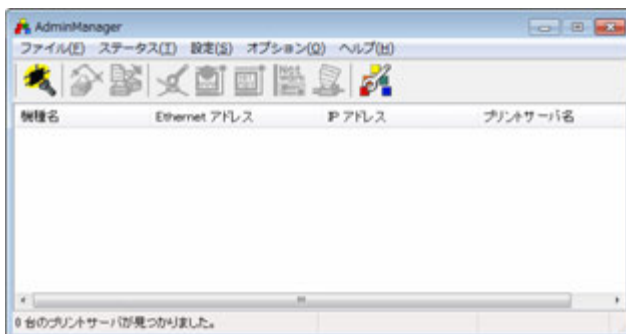 AdminManager
ファイル(F) ステータス(T) 設定(S) オプション(O) ヘルプ(H)
機種名 Ethernet アドレス IP アドレス プリントサーバ名
0 台のプリントサーバが見つかりました。